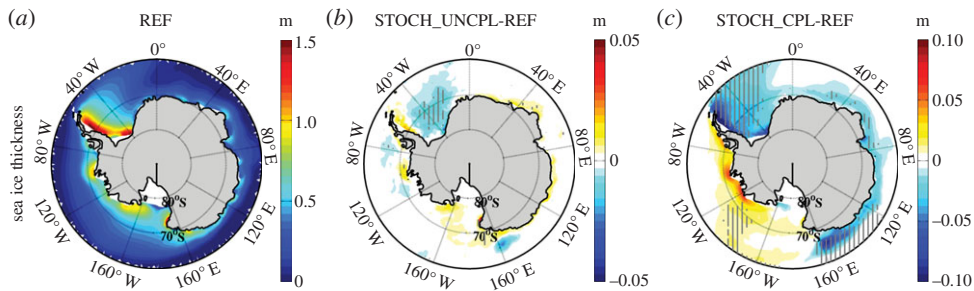 (a) REF m
0°
40° E
80° E
120° E
160° E
160° W
120° W
80° W
40° W
80°S
70°S
sea ice thickness
1.5
1.0
0.5
0
(b) STOCH_UNCPL-REF m
0°
40° E
80° E
120° E
160° E
160° W
120° W
80° W
40° W
80°S
70°S
0.05
0
–0.05
(c) STOCH_CPL-REF m
0°
40° E
80° E
120° E
160° E
160° W
120° W
80° W
40° W
80°S
70°S
0.10
0.05
0
–0.05
–0.10